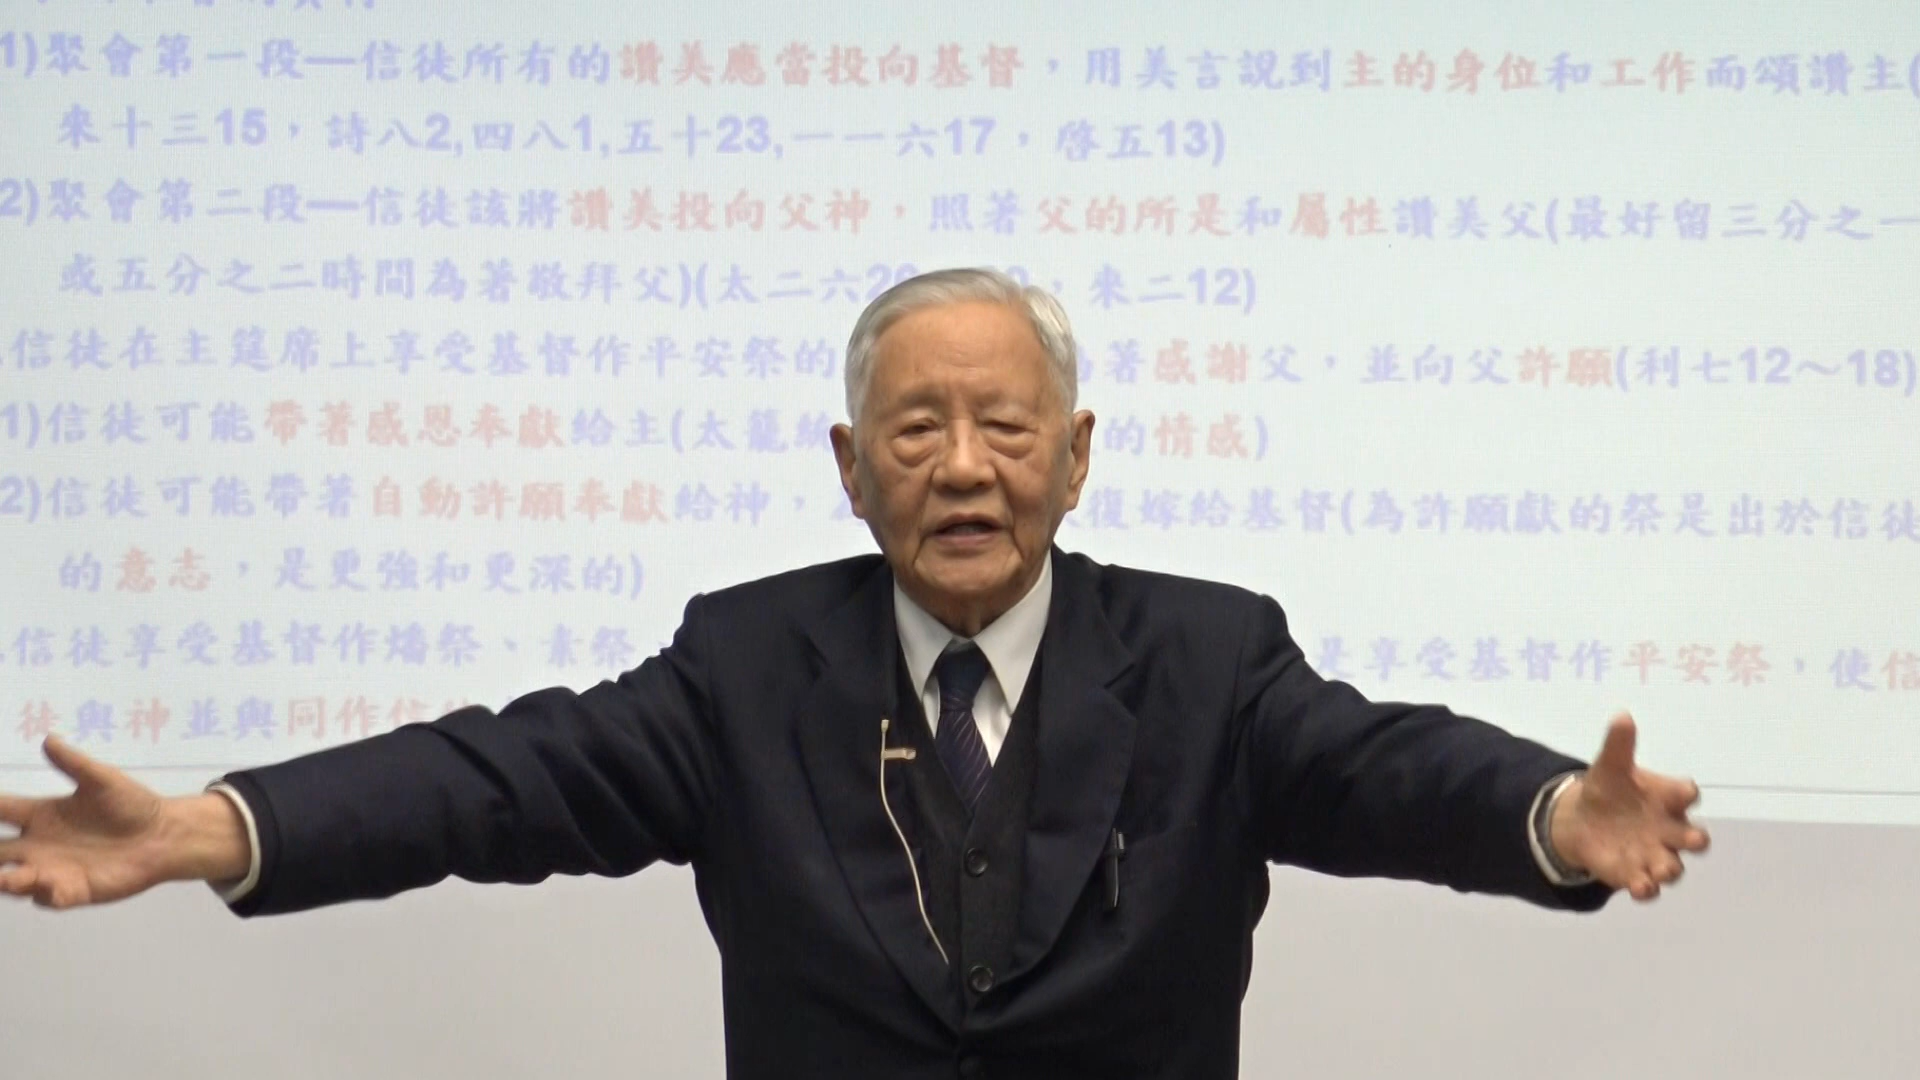 1)聚會第一段—信徒所有的讚美應當投向基督，用美言說到主的身位和工作而頌讚主(
來十三15，詩八2,四八1,五十23,一一六17，啓五13)
2)聚會第二段—信徒該將讚美投向父神，照著父的所是和屬性讚美父(最好留三分之一
或五分之二時間為著敬拜父)(太二六 來二12)
信徒在主筵席上享受基督作平安祭的 著感謝父，並向父許願(利七12～18)
1)信徒可能帶著感恩奉獻給主(太籠統 的情感)
2)信徒可能帶著自動許願奉獻給神， 復嫁給基督(為許願獻的祭是出於信徒
的意志，是更強和更深的)
信徒享受基督作燔祭、素祭 是享受基督作平安祭，使信
徒與神並與同作信徒